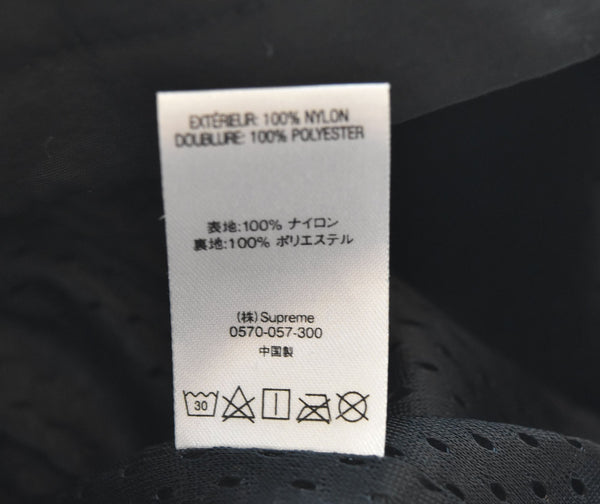 EXTÉRIEUR: 100% NYLON
DOUBLURE: 100% POLYESTER
表地:100% ナイロン
裏地:100% ポリエステル
(株)Supreme
0570-057-300
中国製
30